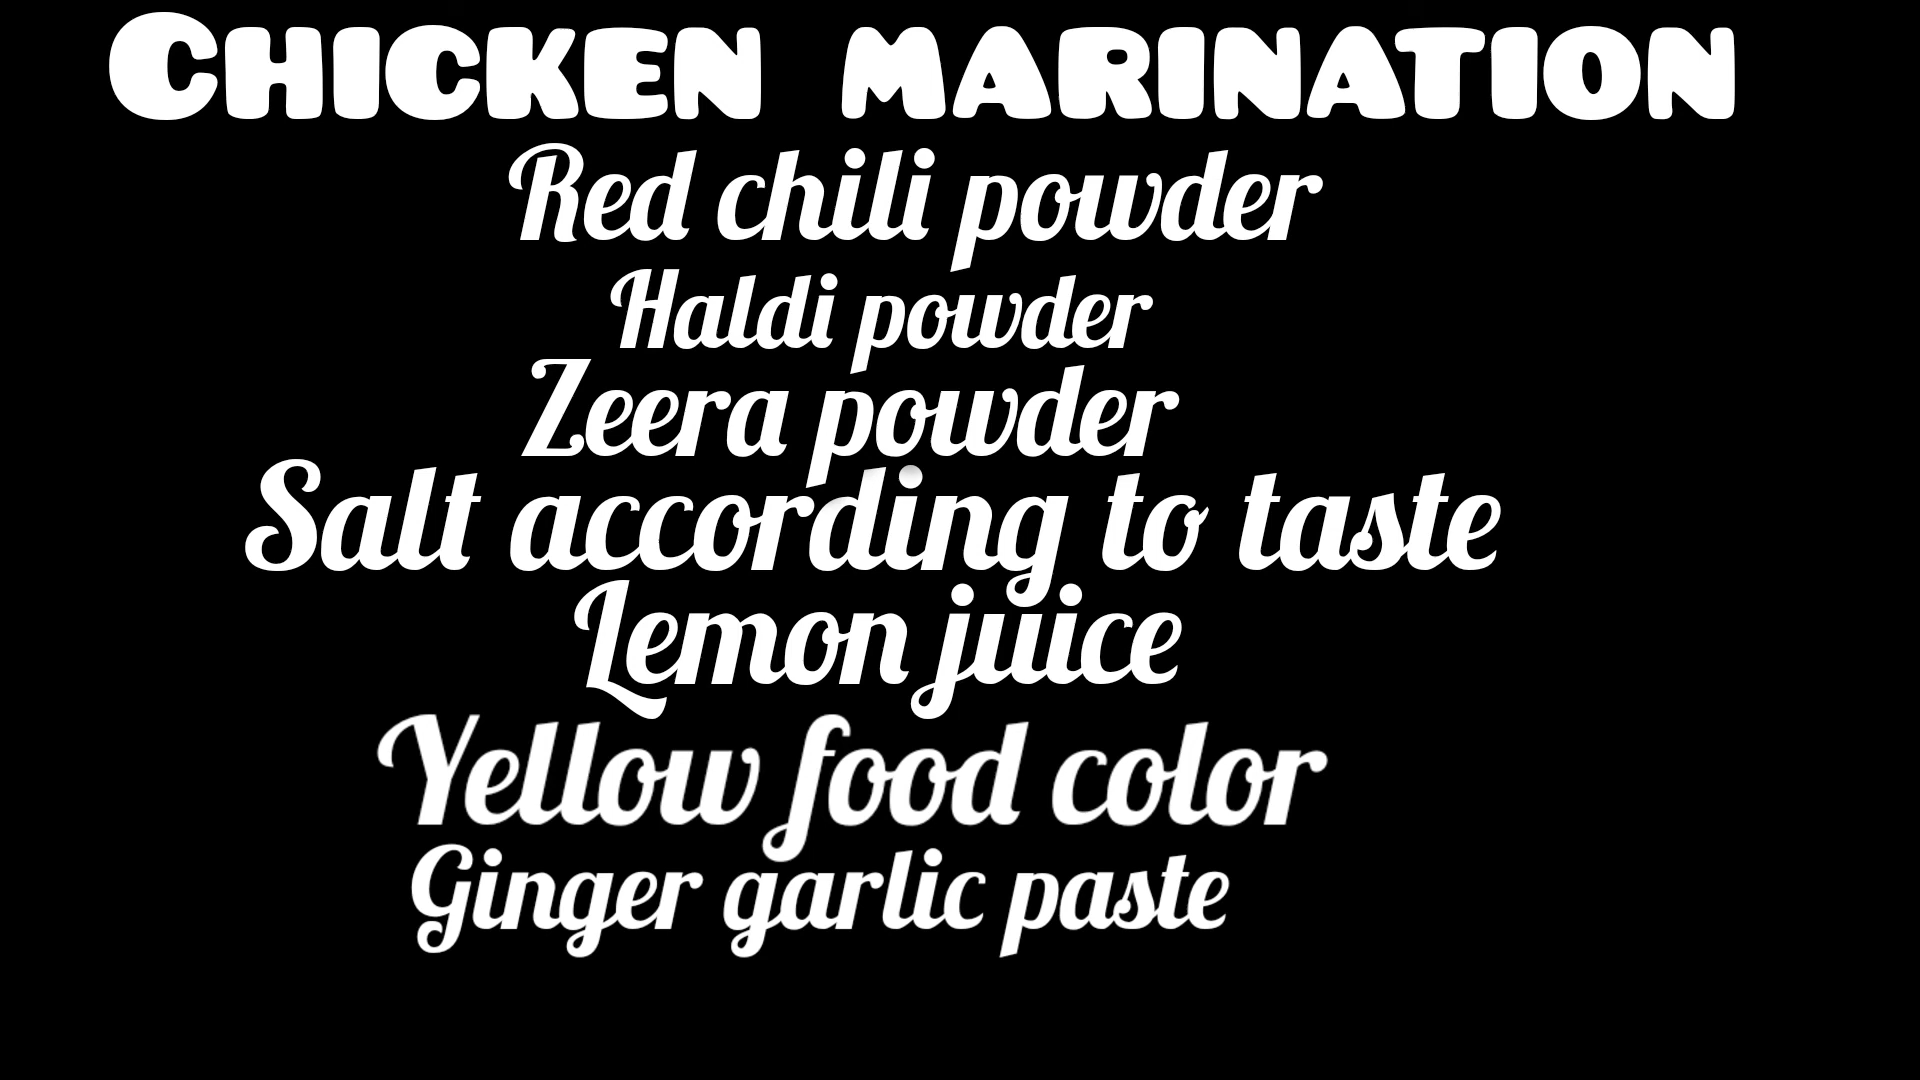 Chicken marination
Red chili powder
Haldi powder
Zeera powder
Salt according to taste
Lemon juice
Yellow food color
Ginger garlic paste